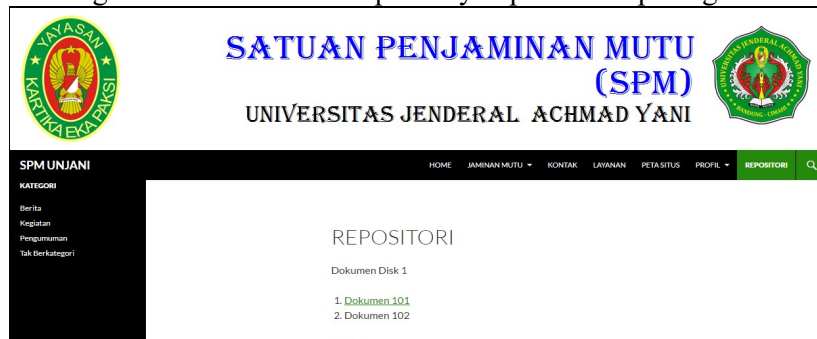 YAYASAN
KARTIKA EKA PAKSI
SATUAN PENJAMINAN MUTU
(SPM)
UNIVERSITAS JENDERAL ACHMAD YANI
UNIVERSITAS JENDERAL ACHMAD YANI
BANDUNG - CIMAHI
SPM UNJANI
HOME JAMINAN MUTU KONTAK LAYANAN PETA SITUS PROFIL REPOSITORI
KATEGORI
Berita
Kegiatan
Pengumuman
Tak Berkategori
REPOSITORI
Dokumen Disk 1
1. Dokumen 101
2. Dokumen 102